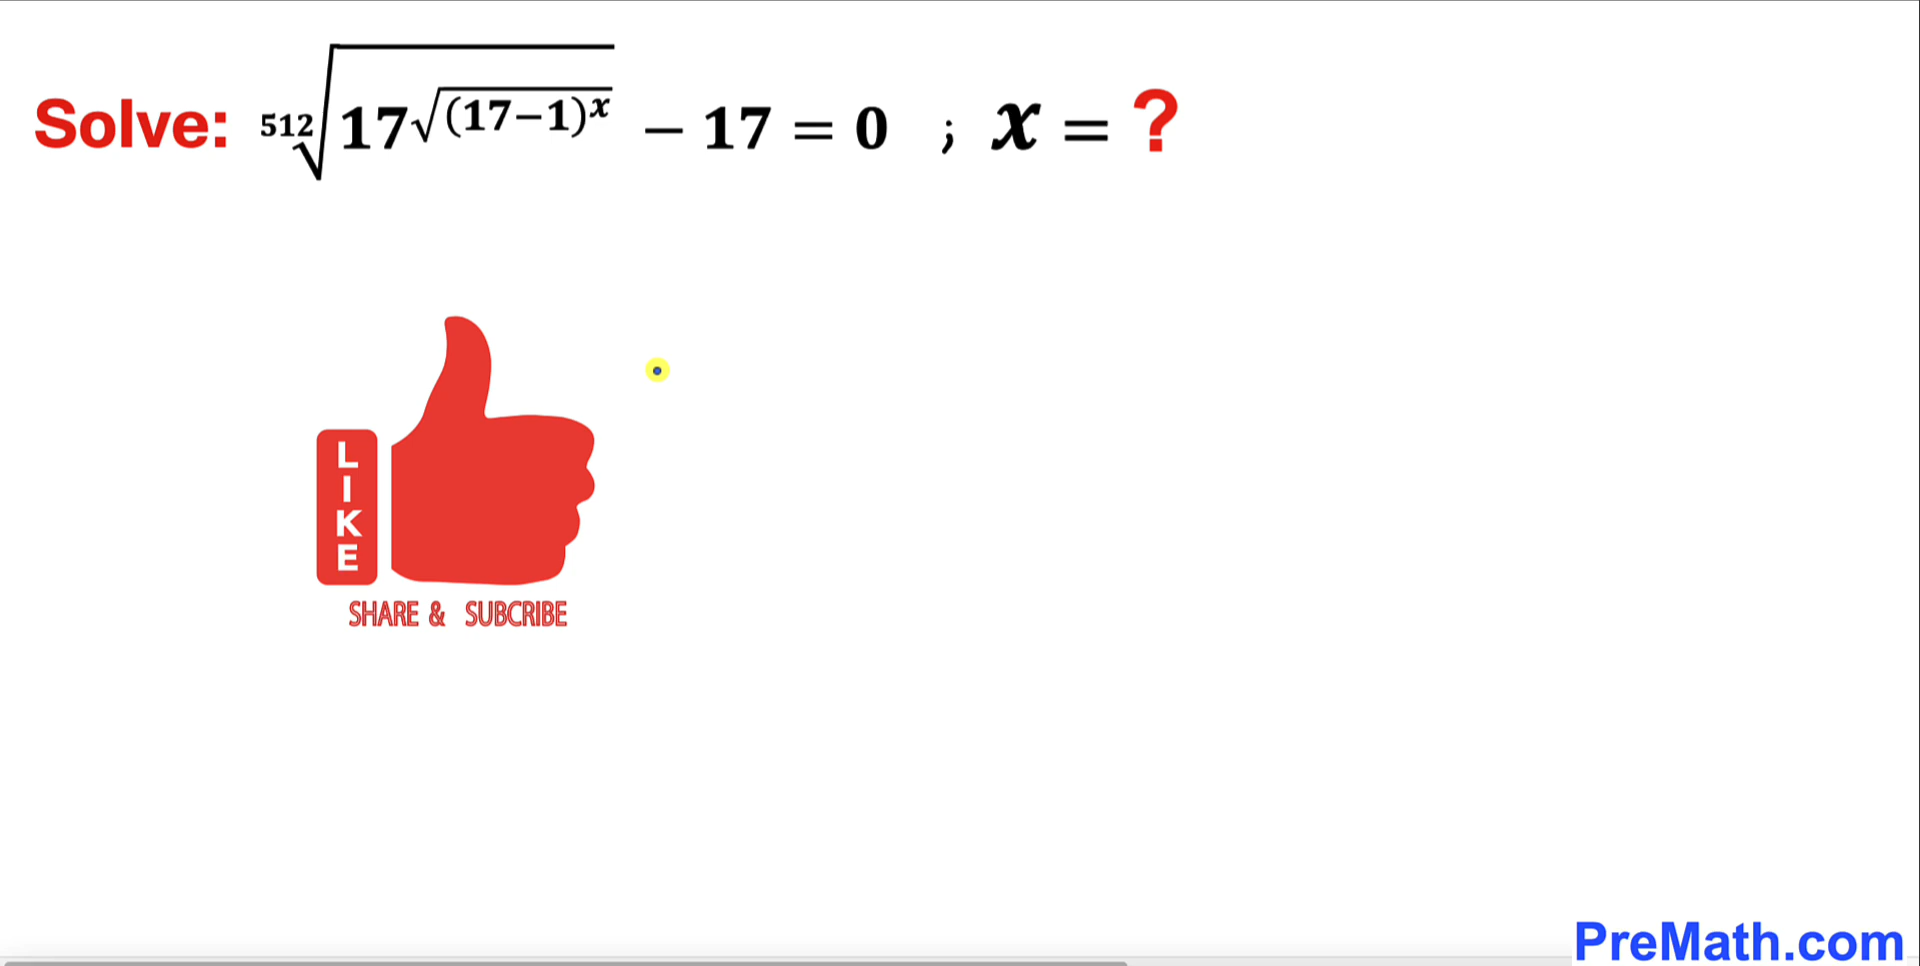 Solve: ⁵¹²√(17^√((17−1)^x)) − 17 = 0 ; x = ?
L
I
K
E
SHARE & SUBCRIBE
PreMath.com